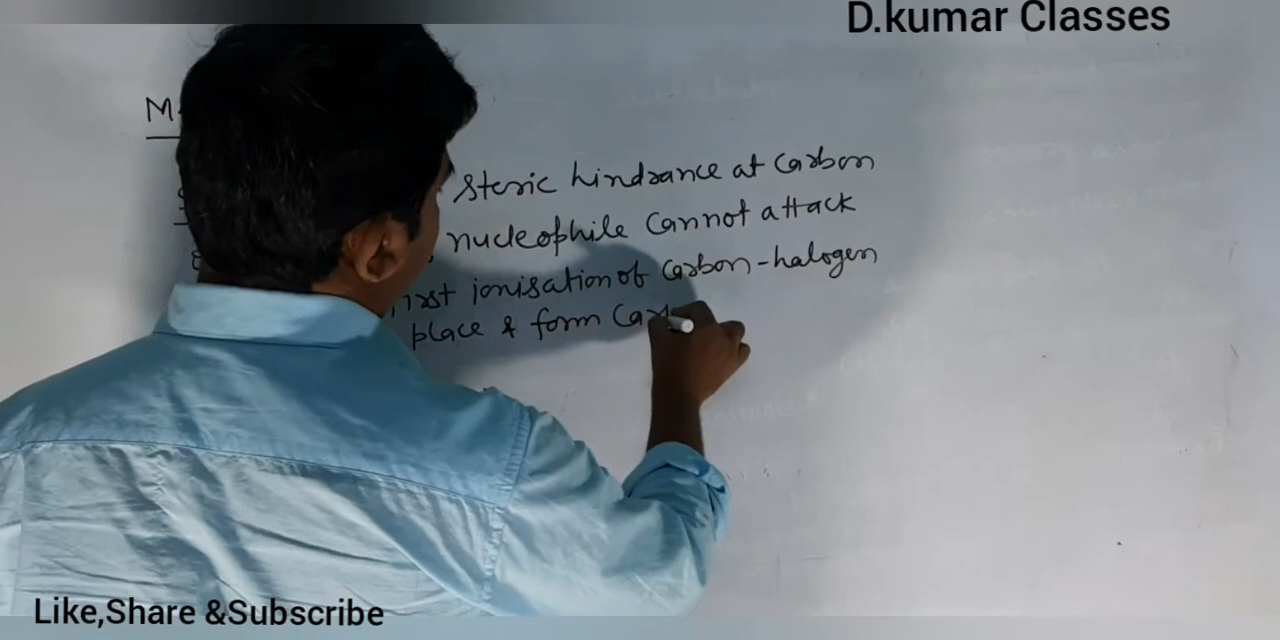 D.kumar Classes
M
steric hindrance at Carbon
nucleophile Cannot attack
ionisation of Carbon-halogen
place & form
Like,Share &Subscribe